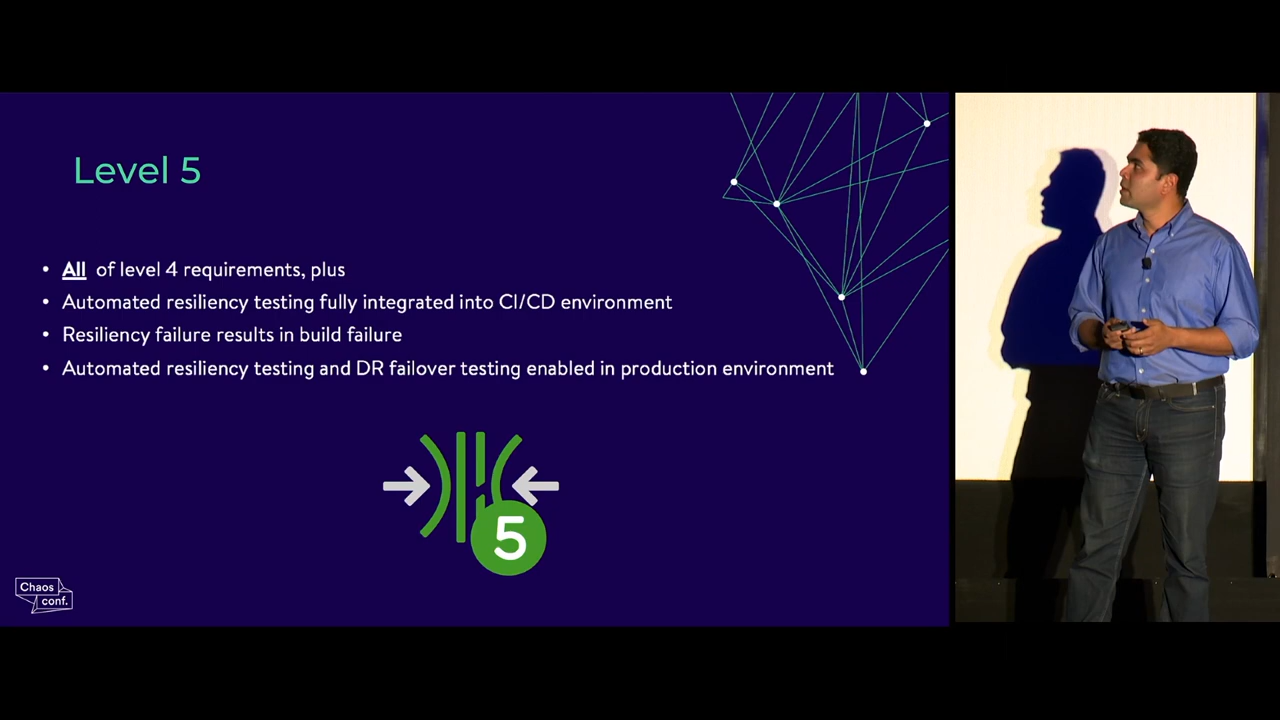 Level 5
• All of level 4 requirements, plus
• Automated resiliency testing fully integrated into CI/CD environment
• Resiliency failure results in build failure
• Automated resiliency testing and DR failover testing enabled in production environment
5
Chaos
conf.